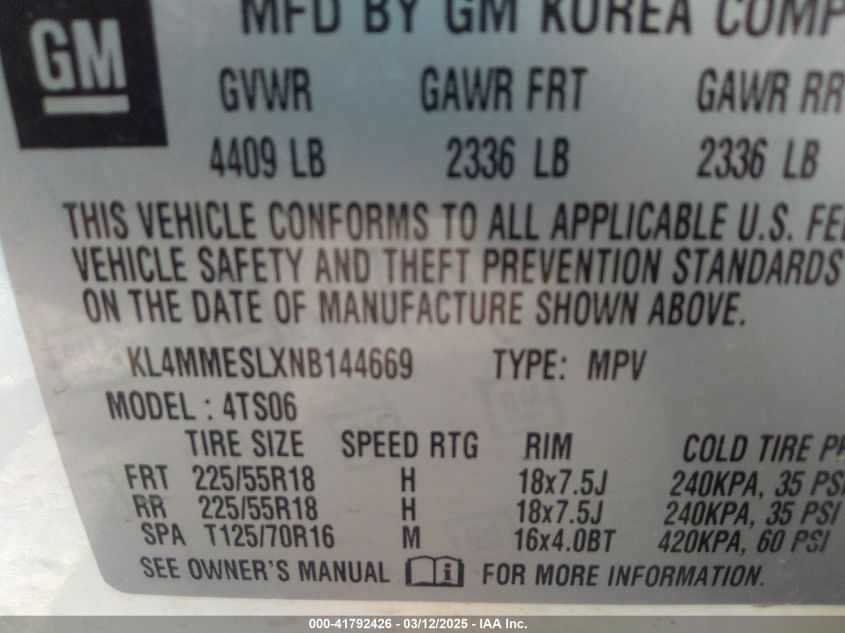 MFD BY GM KOREA COMP
GM
GVWR GAWR FRT GAWR RR
4409 LB 2336 LB 2336 LB
THIS VEHICLE CONFORMS TO ALL APPLICABLE U.S. FE
VEHICLE SAFETY AND THEFT PREVENTION STANDARDS
ON THE DATE OF MANUFACTURE SHOWN ABOVE.
KL4MMESLXNB144669 TYPE: MPV
MODEL : 4TS06
TIRE SIZE SPEED RTG RIM COLD TIRE P
FRT 225/55R18 H 18x7.5J 240KPA, 35 PSI
RR 225/55R18 H 18x7.5J 240KPA, 35 PSI
SPA T125/70R16 M 16x4.0BT 420KPA, 60 PSI
SEE OWNER'S MANUAL i FOR MORE INFORMATION.
000-41792426 - 03/12/2025 - IAA Inc.